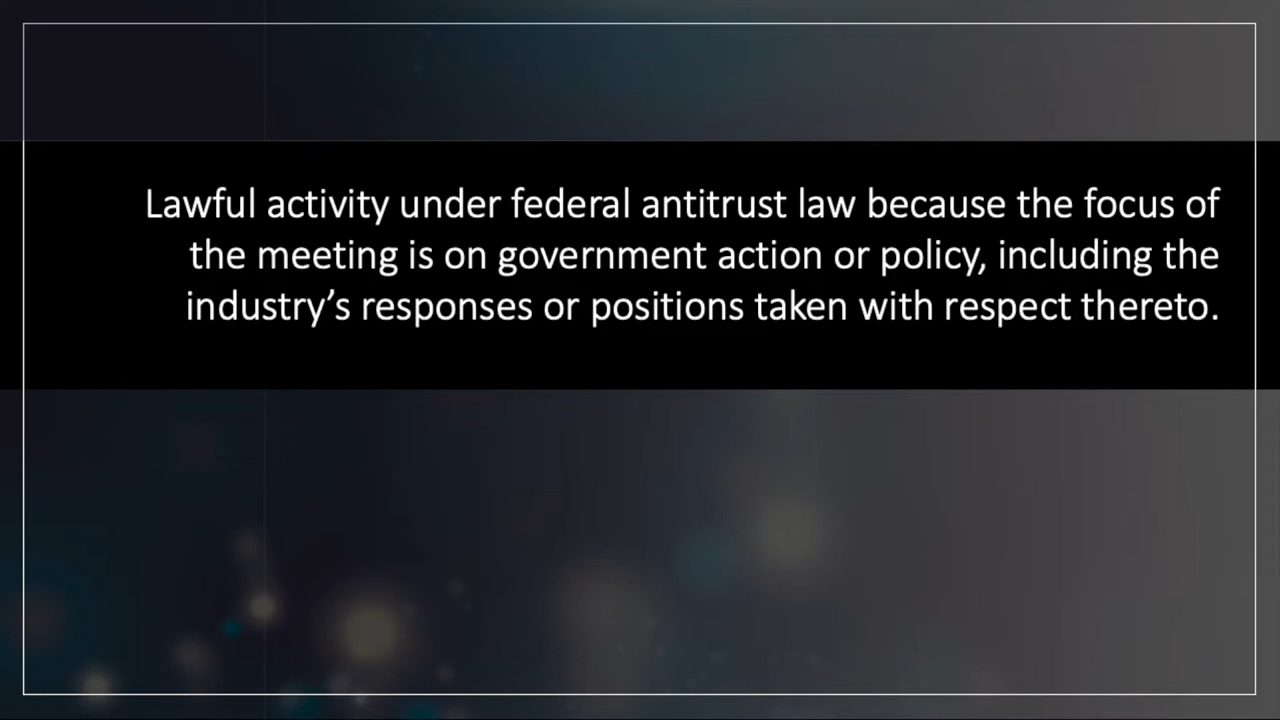 Lawful activity under federal antitrust law because the focus of
the meeting is on government action or policy, including the
industry’s responses or positions taken with respect thereto.